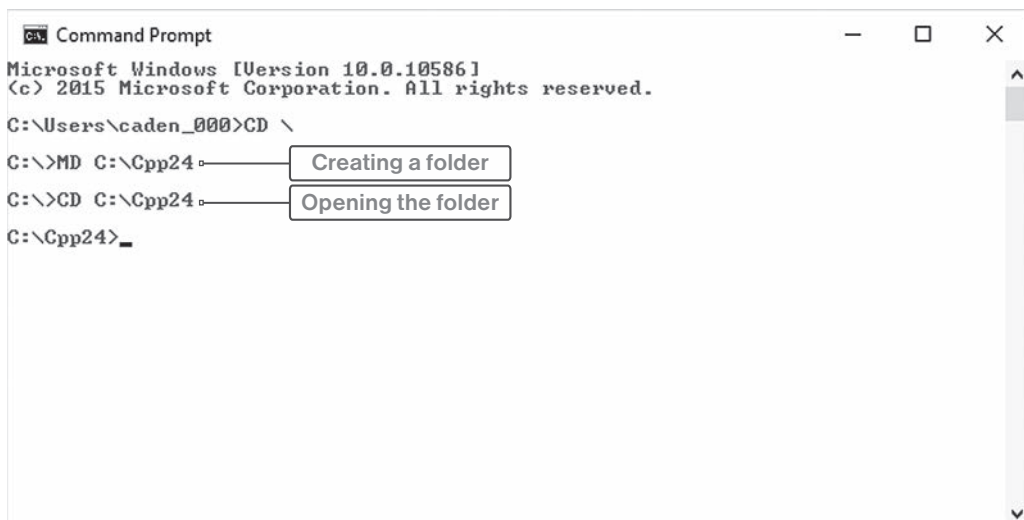 Command Prompt
Microsoft Windows [Version 10.0.10586]
(c) 2015 Microsoft Corporation. All rights reserved.
C:\Users\caden_000>CD \
C:\>MD C:\Cpp24 Creating a folder
C:\>CD C:\Cpp24 Opening the folder
C:\Cpp24>_